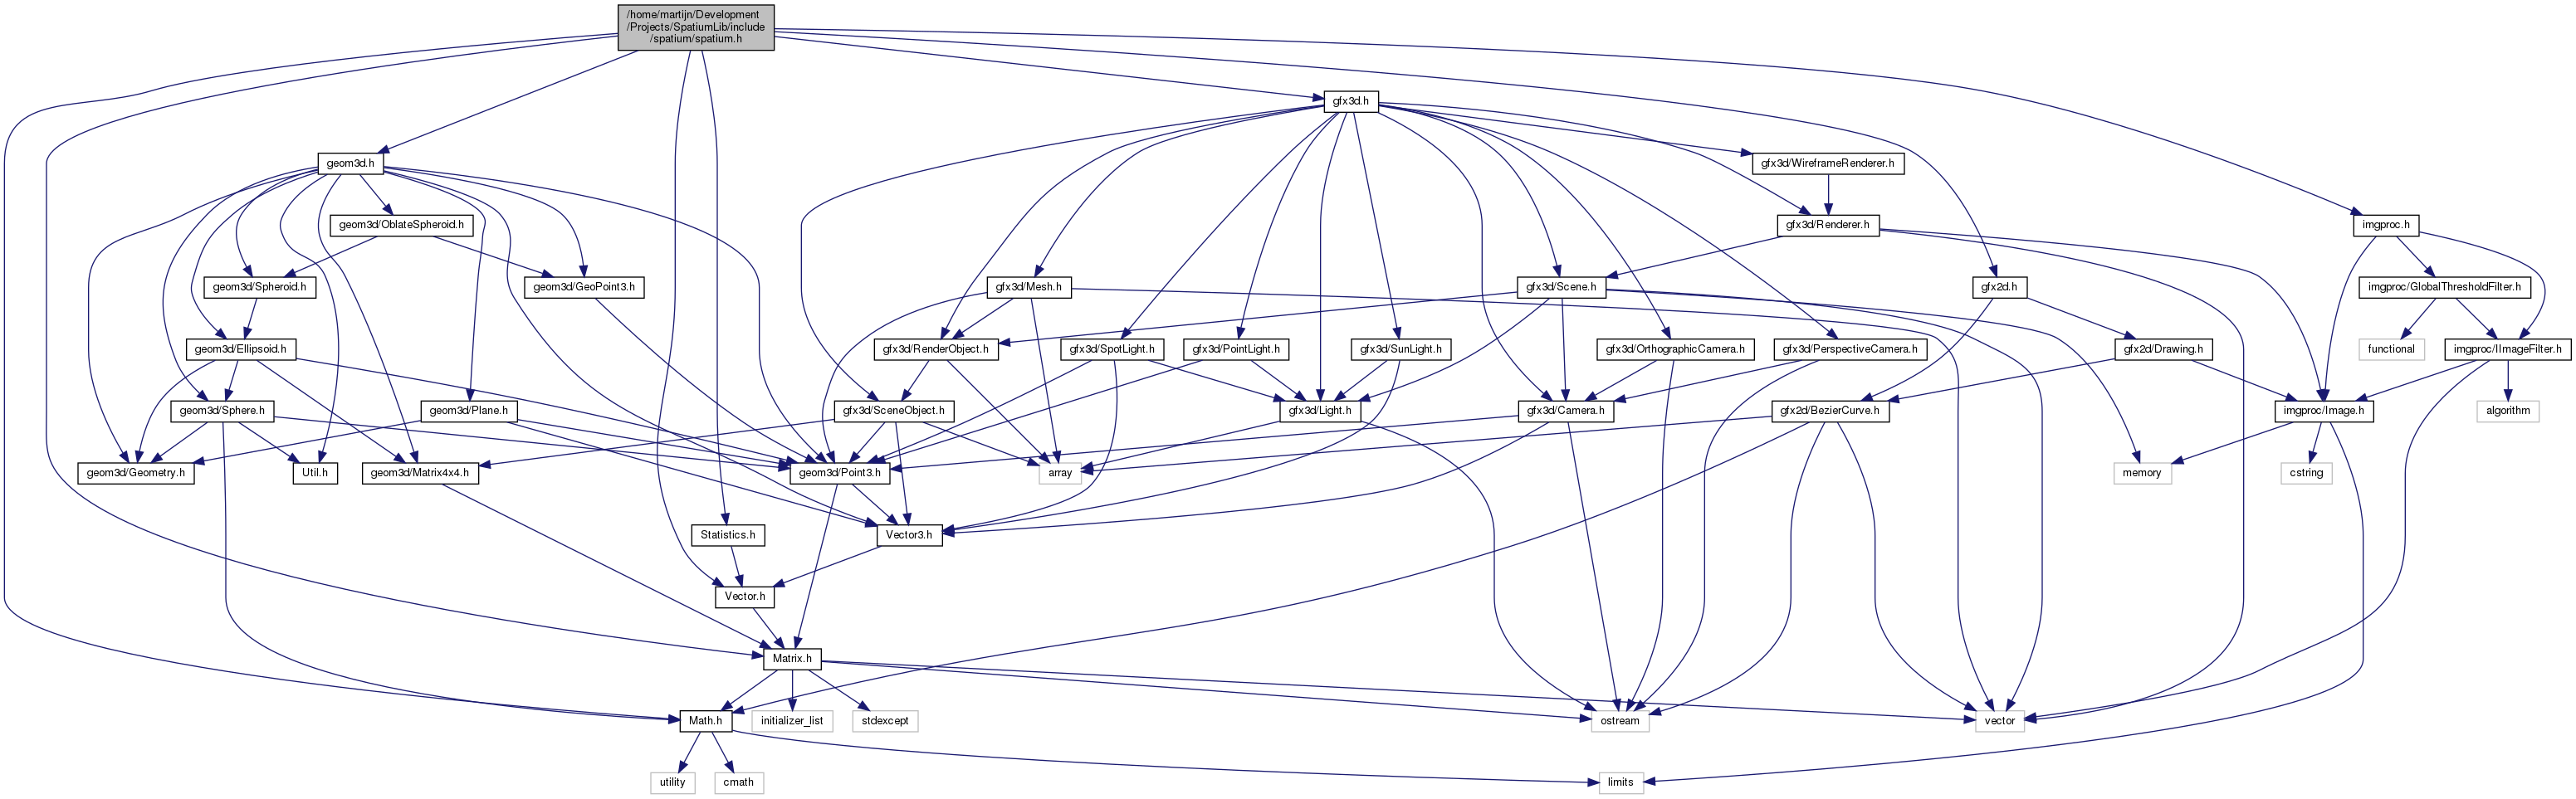 /home/martijn/Development
/Projects/SpatiumLib/include
/spatium/spatium.h
gfx3d.h
geom3d.h
gfx3d/WireframeRenderer.h
geom3d/OblateSpheroid.h
gfx3d/Renderer.h
imgproc.h
geom3d/Spheroid.h
geom3d/GeoPoint3.h
gfx3d/Mesh.h
gfx3d/Scene.h
gfx2d.h
imgproc/GlobalThresholdFilter.h
geom3d/Ellipsoid.h
gfx3d/RenderObject.h
gfx3d/SpotLight.h
gfx3d/PointLight.h
gfx3d/SunLight.h
gfx3d/OrthographicCamera.h
gfx3d/PerspectiveCamera.h
gfx2d/Drawing.h
functional
imgproc/IImageFilter.h
geom3d/Sphere.h
geom3d/Plane.h
gfx3d/SceneObject.h
gfx3d/Light.h
gfx3d/Camera.h
gfx2d/BezierCurve.h
imgproc/Image.h
algorithm
geom3d/Geometry.h
Util.h
geom3d/Matrix4x4.h
geom3d/Point3.h
array
memory
cstring
Statistics.h
Vector3.h
Vector.h
Matrix.h
Math.h
initializer_list
stdexcept
ostream
vector
utility
cmath
limits